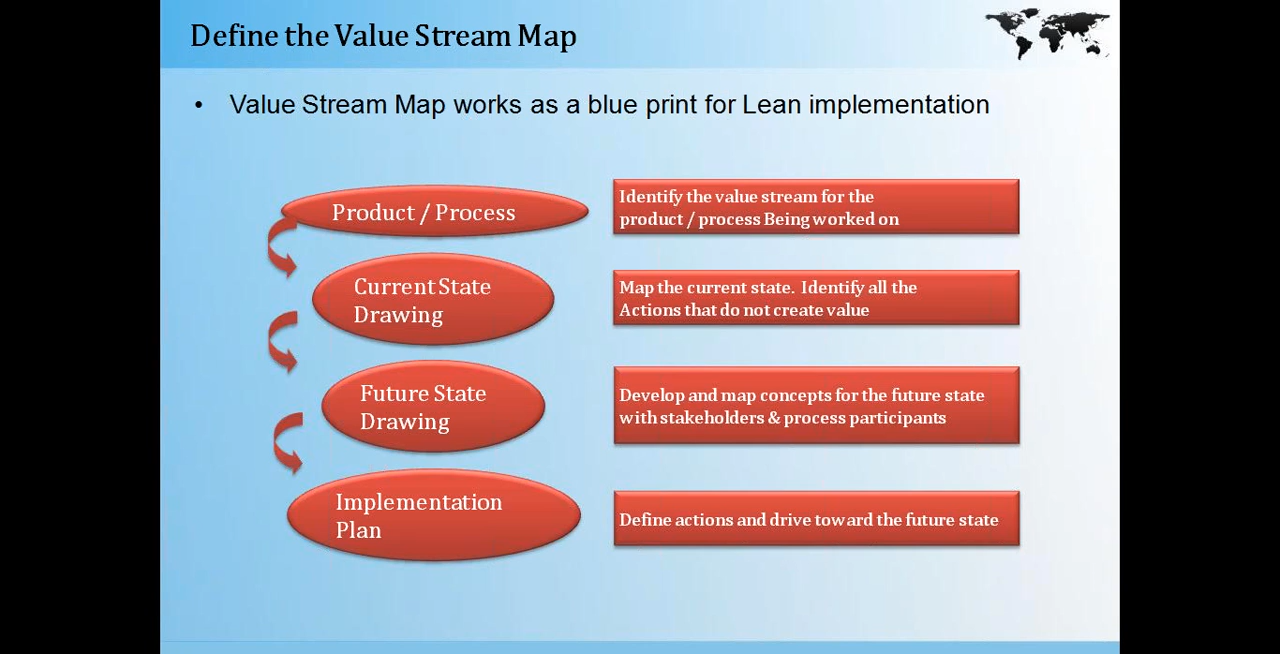 Define the Value Stream Map
• Value Stream Map works as a blue print for Lean implementation
Product / Process
Identify the value stream for the
product / process Being worked on
Current State
Drawing
Map the current state. Identify all the
Actions that do not create value
Future State
Drawing
Develop and map concepts for the future state
with stakeholders & process participants
Implementation
Plan
Define actions and drive toward the future state